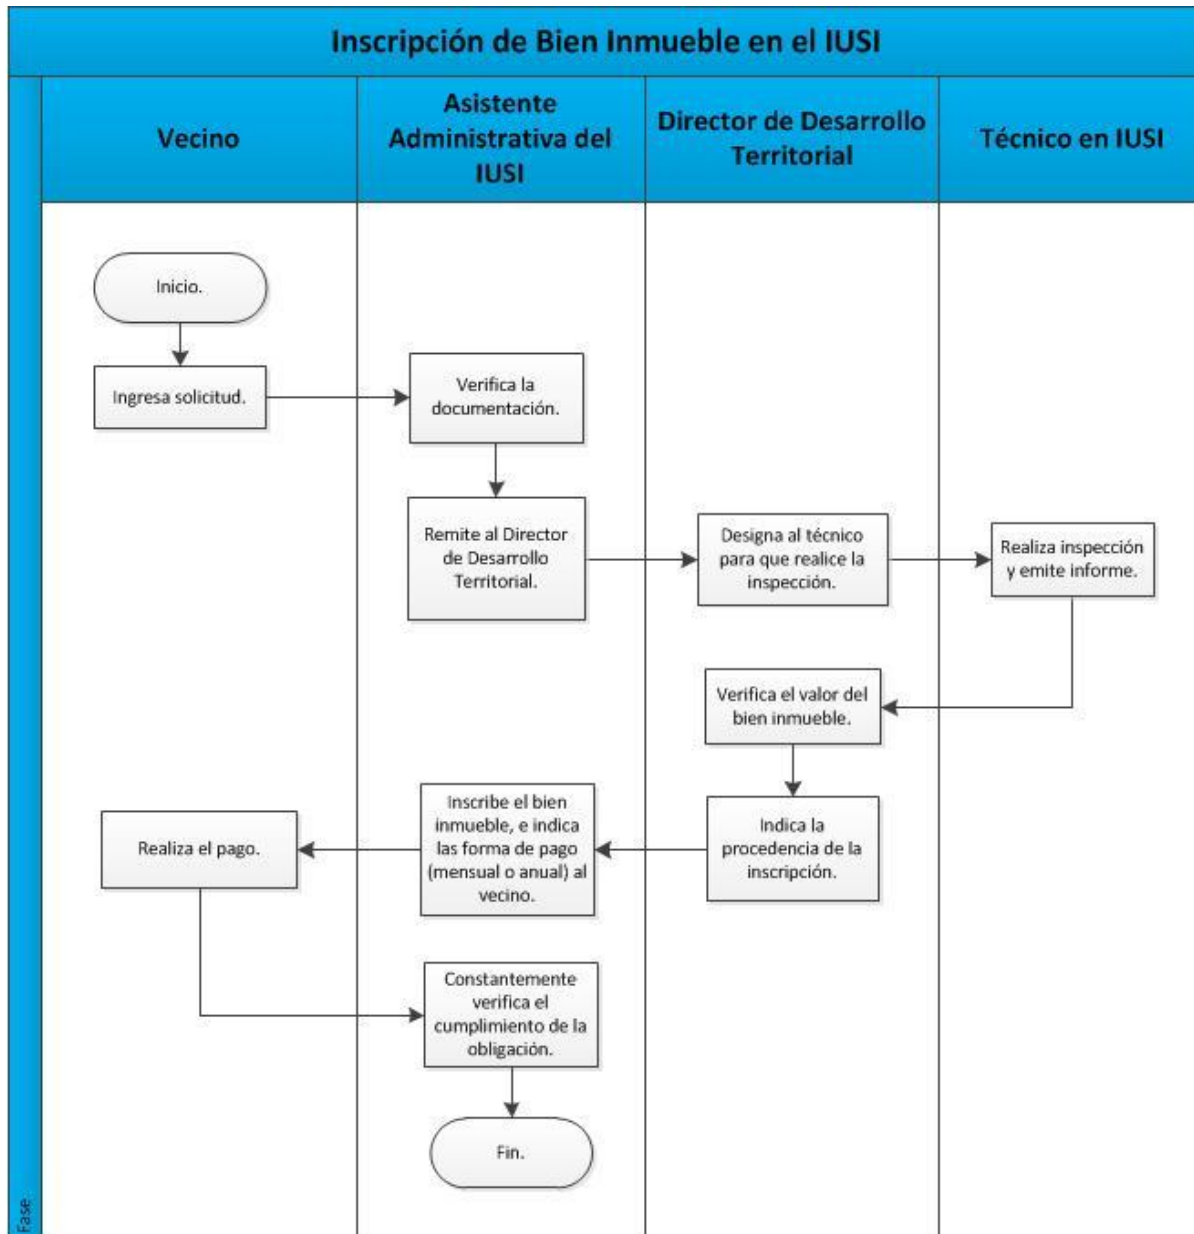 Inscripción de Bien Inmueble en el IUSI
Vecino
Asistente
Administrativa del
IUSI
Director de Desarrollo
Territorial
Técnico en IUSI
Inicio.
Ingresa solicitud.
Verifica la
documentación.
Remite al Director
de Desarrollo
Territorial.
Designa al técnico
para que realice la
inspección.
Realiza inspección
y emite informe.
Verifica el valor del
bien inmueble.
Indica la
procedencia de la
inscripción.
Inscribe el bien
inmueble, e indica
las forma de pago
(mensual o anual) al
vecino.
Realiza el pago.
Constantemente
verifica el
cumplimiento de la
obligación.
Fin.
Fase